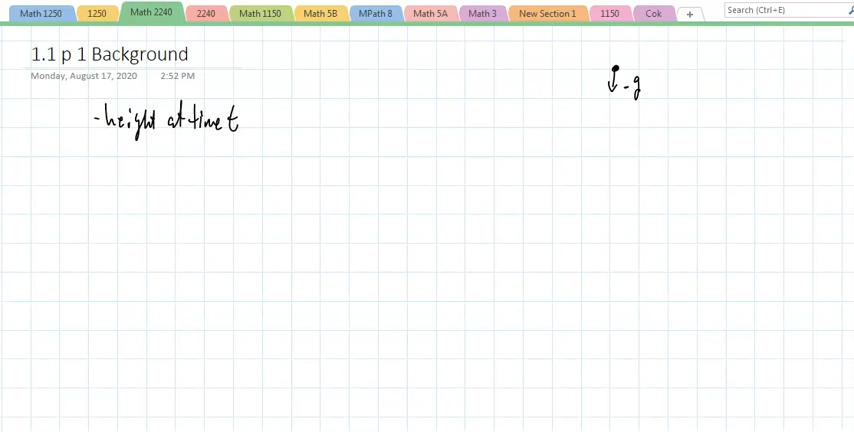 Math 1250 1250 Math 2240 2240 Math 1150 Math 5B MPath 8 Math 5A Math 3 New Section 1 1150 Cok + Search (Ctrl+E)
1.1 p 1 Background
Monday, August 17, 2020 2:52 PM
-g
- height at time t